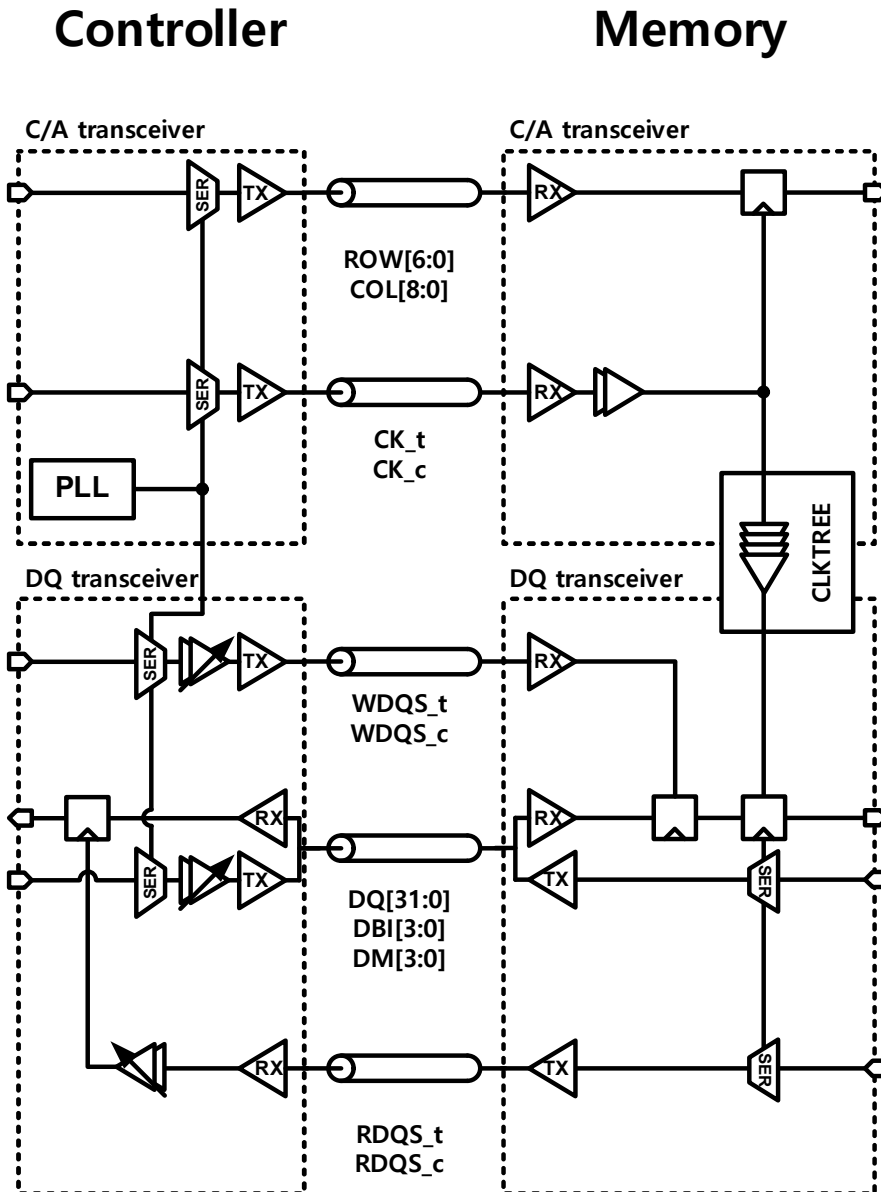 Controller
Memory
C/A transceiver
C/A transceiver
SER
TX
RX
ROW[6:0]
COL[8:0]
SER
TX
RX
CK_t
CK_c
PLL
CLKTREE
DQ transceiver
DQ transceiver
SER
TX
RX
WDQS_t
WDQS_c
RX
RX
SER
TX
TX
SER
DQ[31:0]
DBI[3:0]
DM[3:0]
RX
TX
SER
RDQS_t
RDQS_c